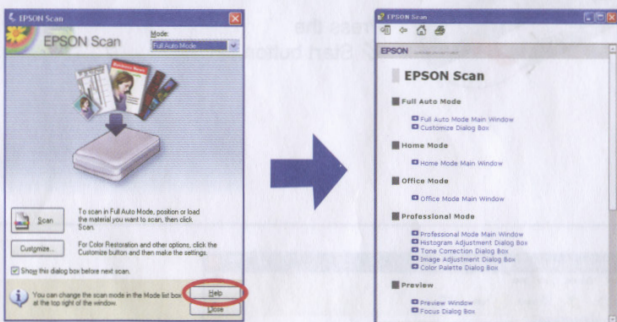 EPSON Scan
EPSON Scan
Mode:
Full Auto Mode
Scan
To scan in Full Auto Mode, position or load
the material you want to scan, then click
Scan.
Customize...
For Color Restoration and other options, click the
Customize button and then make the settings.
Show this dialog box before next scan.
You can change the scan mode in the Mode list box
at the top right of the window.
Help
Close
EPSON Scan
EPSON
EPSON Scan
Full Auto Mode
Full Auto Mode Main Window
Customize Dialog Box
Home Mode
Home Mode Main Window
Office Mode
Office Mode Main Window
Professional Mode
Professional Mode Main Window
Histogram Adjustment Dialog Box
Tone Correction Dialog Box
Image Adjustment Dialog Box
Color Palette Dialog Box
Preview
Preview Window
Focus Dialog Box